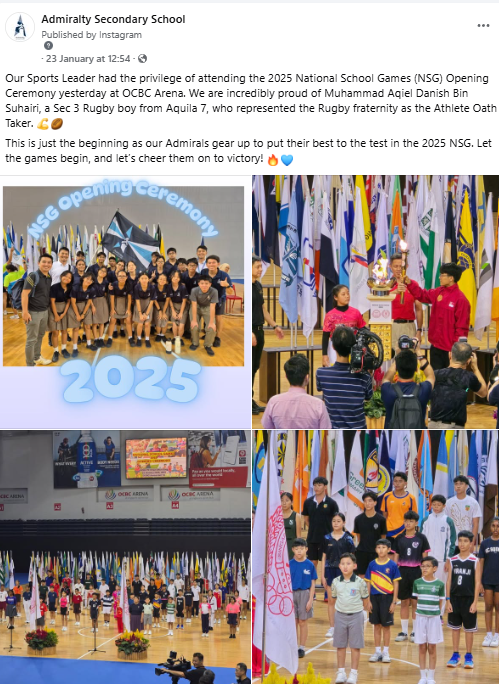 Admiralty Secondary School
Published by Instagram
· 23 January at 12:54 ·
Our Sports Leader had the privilege of attending the 2025 National School Games (NSG) Opening
Ceremony yesterday at OCBC Arena. We are incredibly proud of Muhammad Aqiel Danish Bin
Suhairi, a Sec 3 Rugby boy from Aquila 7, who represented the Rugby fraternity as the Athlete Oath
Taker. 💪🏉
This is just the beginning as our Admirals gear up to put their best to the test in the 2025 NSG. Let
the games begin, and let's cheer them on to victory! 🔥💙
NSG Opening Ceremony
2025
OCBC ARENA
OCBC ARENA
8
8